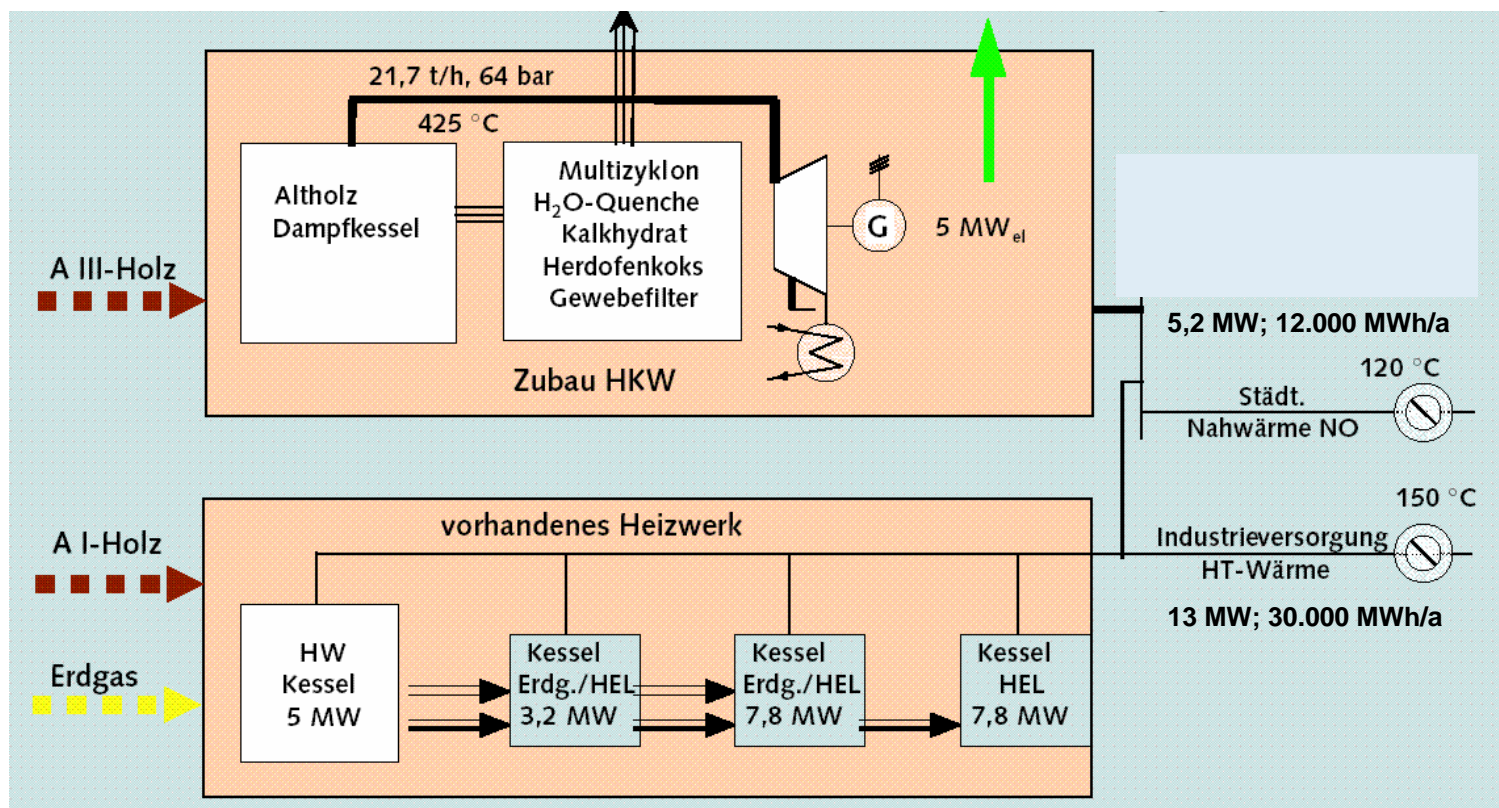 21,7 t/h, 64 bar
425 °C
Altholz
Dampfkessel
Multizyklon
H₂O-Quenche
Kalkhydrat
Herdofenkoks
Gewebefilter
G
5 MWel
A III-Holz
Zubau HKW
5,2 MW; 12.000 MWh/a
120 °C
Städt.
Nahwärme NO
150 °C
Industrieversorgung
HT-Wärme
13 MW; 30.000 MWh/a
vorhandenes Heizwerk
A I-Holz
Erdgas
HW
Kessel
5 MW
Kessel
Erdg./HEL
3,2 MW
Kessel
Erdg./HEL
7,8 MW
Kessel
HEL
7,8 MW